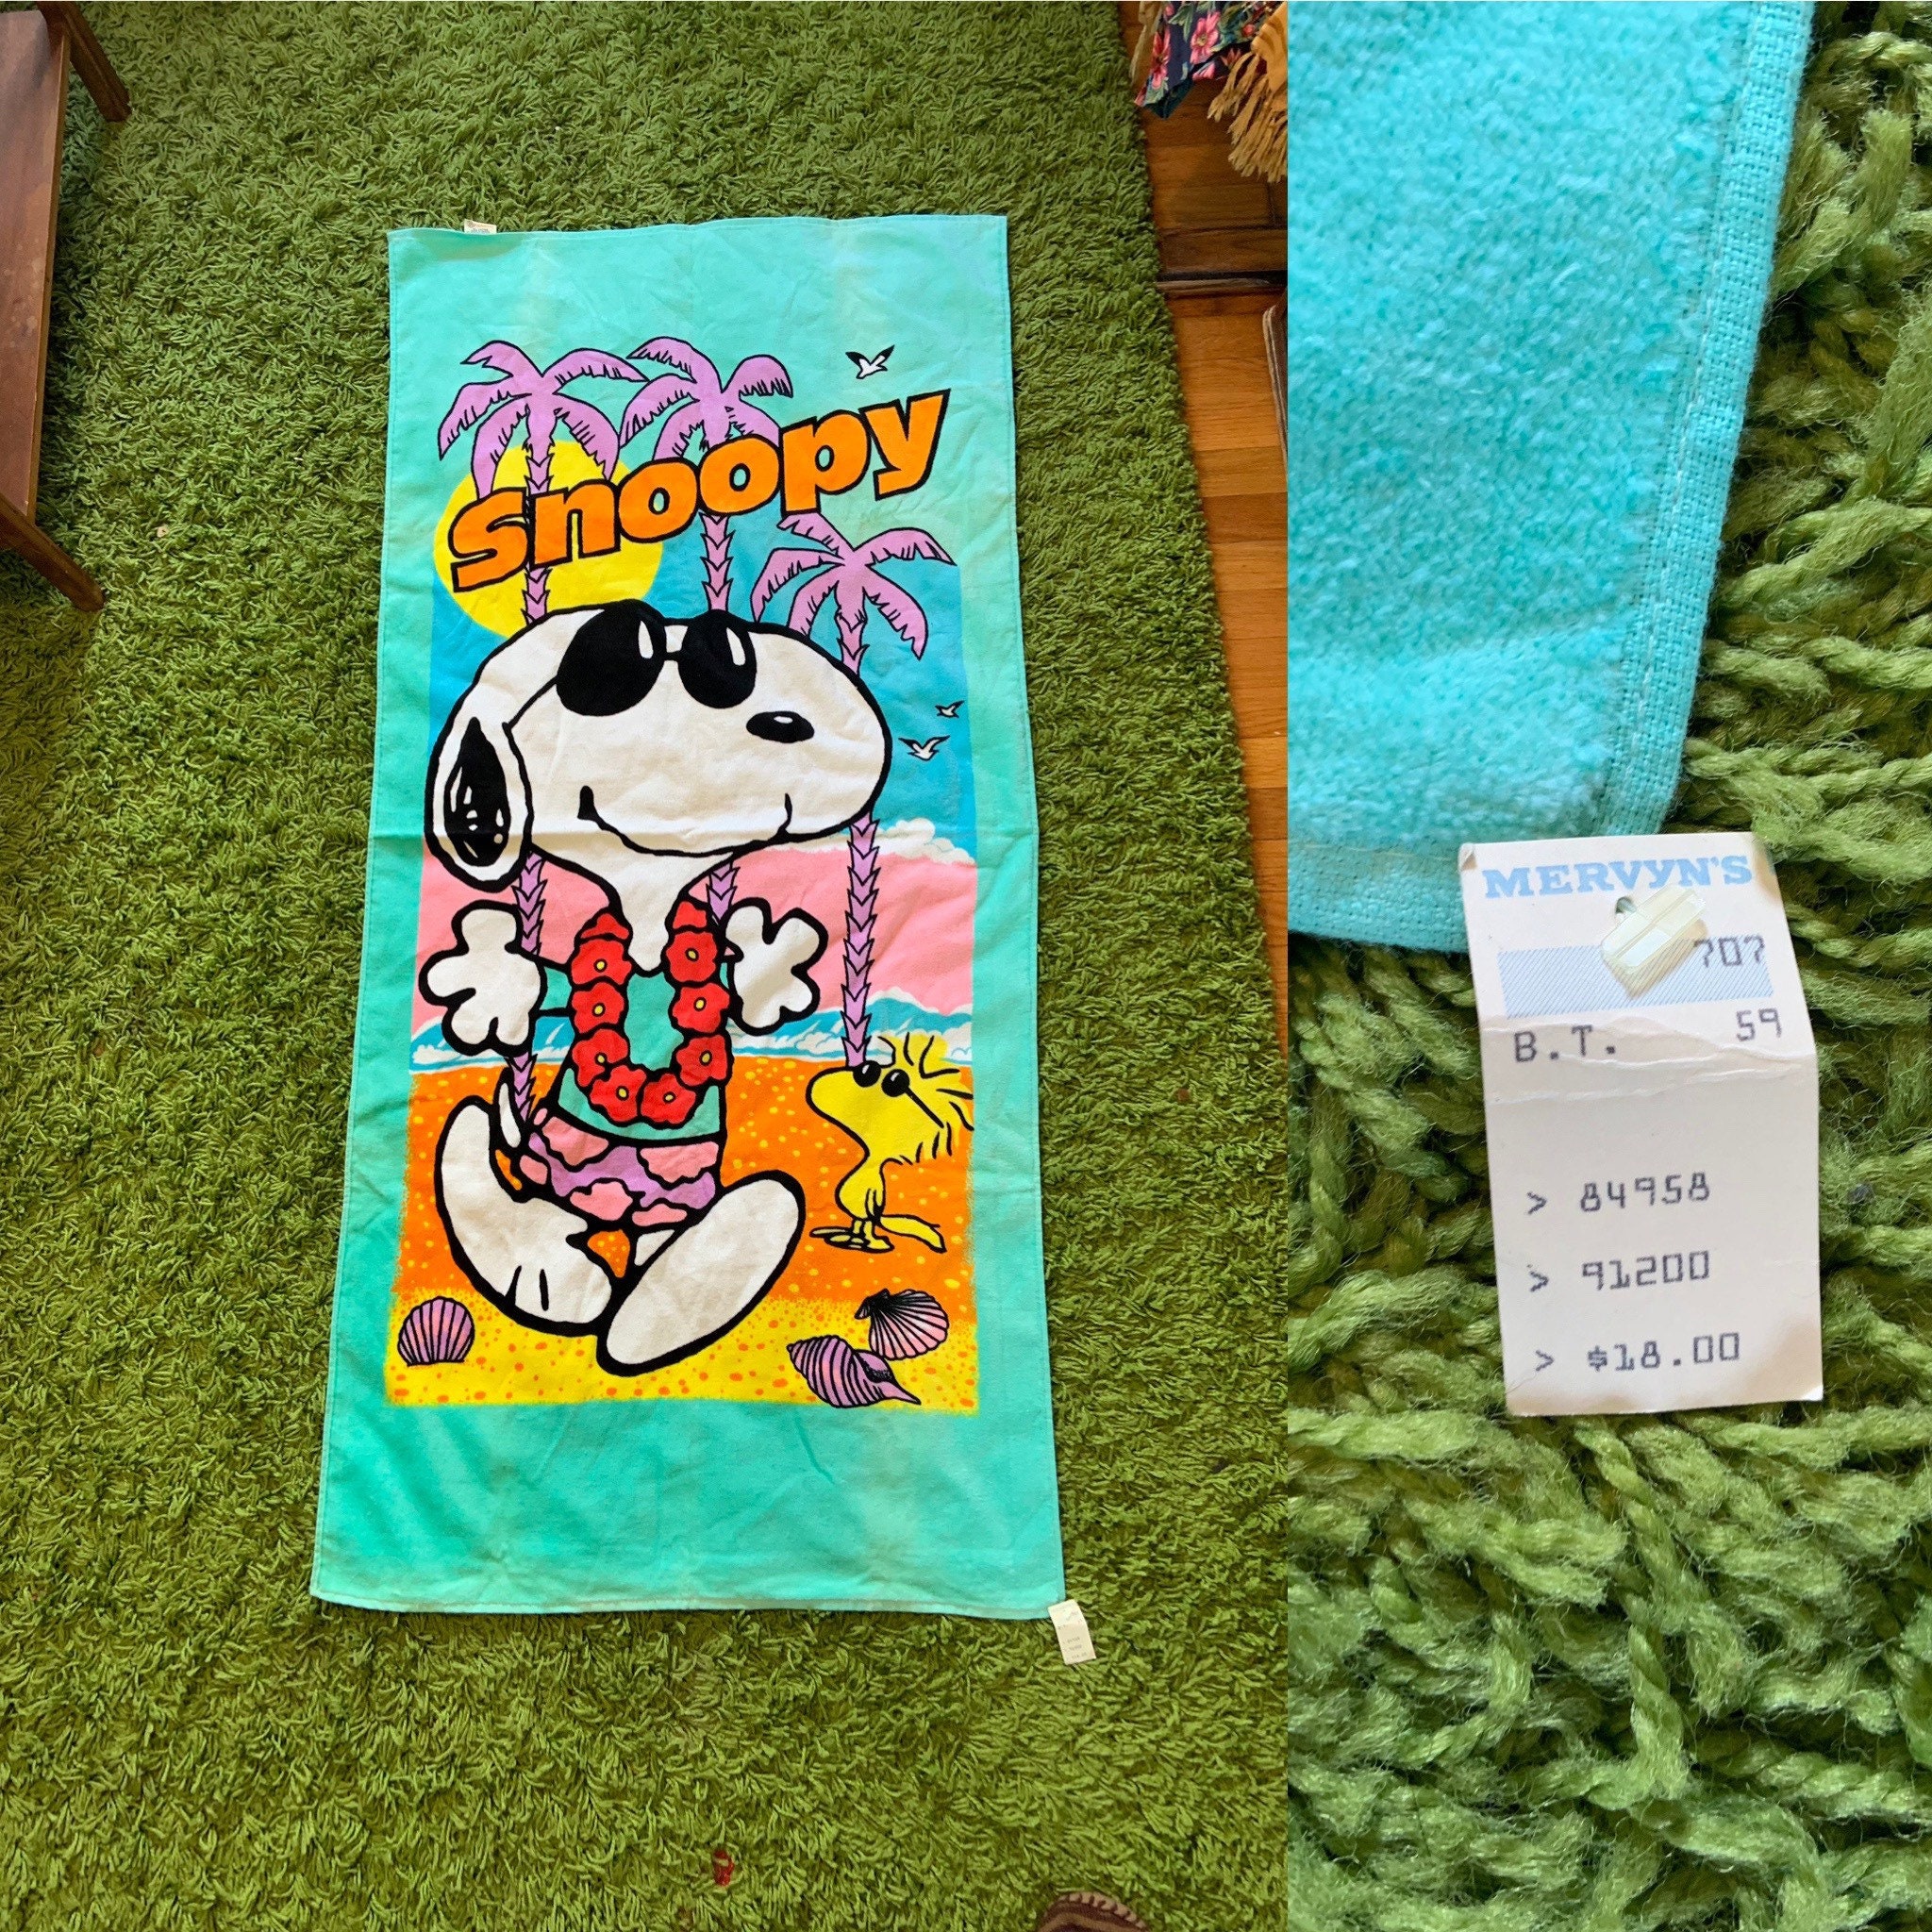 Snoopy
MERVYN'S
707
B.T. 59
> 84958
> 91200
> $18.00